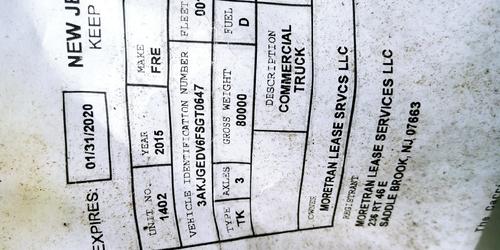 NEW JE
KEEP
EXPIRES: 01/31/2020
UNIT NO. YEAR MAKE
1402 2015 FRE
VEHICLE IDENTIFICATION NUMBER FLEET
3AKJGEDV6FSGT0647 00
TYPE AXLES GROSS WEIGHT FUEL
TK 3 80000 D
DESCRIPTION
COMMERCIAL
TRUCK
OWNER
MORETRAN LEASE SRVCS LLC
REGISTRANT
MORETRAN LEASE SERVICES LLC
236 RT 46 E
SADDLE BROOK, NJ 07663